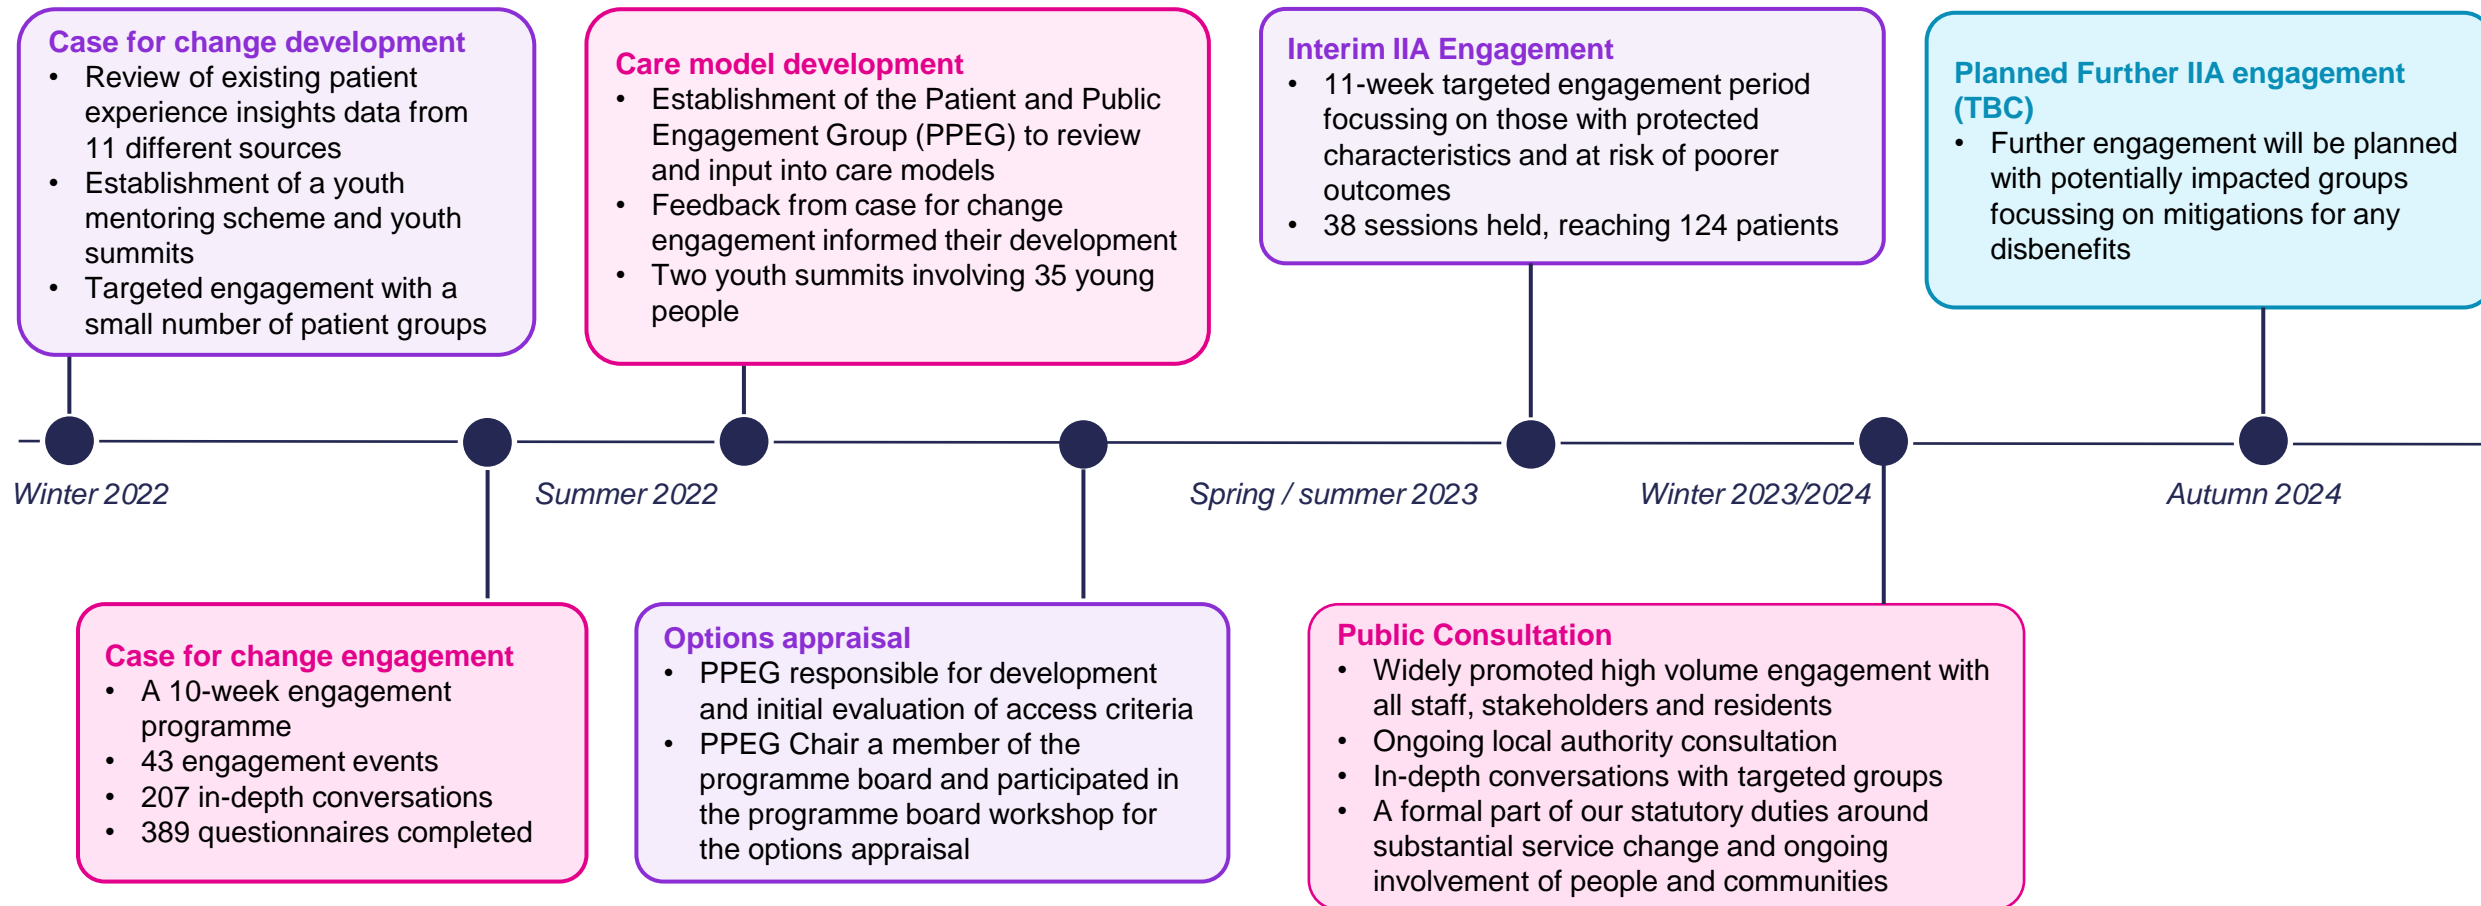 Case for change development
• Review of existing patient
experience insights data from
11 different sources
• Establishment of a youth
mentoring scheme and youth
summits
• Targeted engagement with a
small number of patient groups
Care model development
• Establishment of the Patient and Public
Engagement Group (PPEG) to review
and input into care models
• Feedback from case for change
engagement informed their development
• Two youth summits involving 35 young
people
Interim IIA Engagement
• 11-week targeted engagement period
focussing on those with protected
characteristics and at risk of poorer
outcomes
• 38 sessions held, reaching 124 patients
Planned Further IIA engagement
(TBC)
• Further engagement will be planned
with potentially impacted groups
focussing on mitigations for any
disbenefits
Winter 2022
Summer 2022
Spring / summer 2023
Winter 2023/2024
Autumn 2024
Case for change engagement
• A 10-week engagement
programme
• 43 engagement events
• 207 in-depth conversations
• 389 questionnaires completed
Options appraisal
• PPEG responsible for development
and initial evaluation of access criteria
• PPEG Chair a member of the
programme board and participated in
the programme board workshop for
the options appraisal
Public Consultation
• Widely promoted high volume engagement with
all staff, stakeholders and residents
• Ongoing local authority consultation
• In-depth conversations with targeted groups
• A formal part of our statutory duties around
substantial service change and ongoing
involvement of people and communities